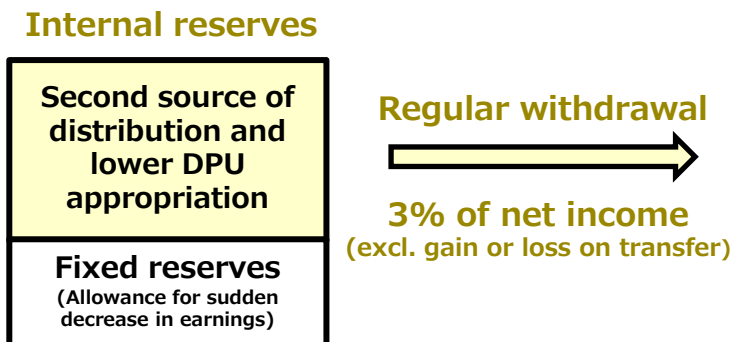 Internal reserves
Second source of
distribution and
lower DPU
appropriation
Fixed reserves
(Allowance for sudden
decrease in earnings)
Regular withdrawal
3% of net income
(excl. gain or loss on transfer)